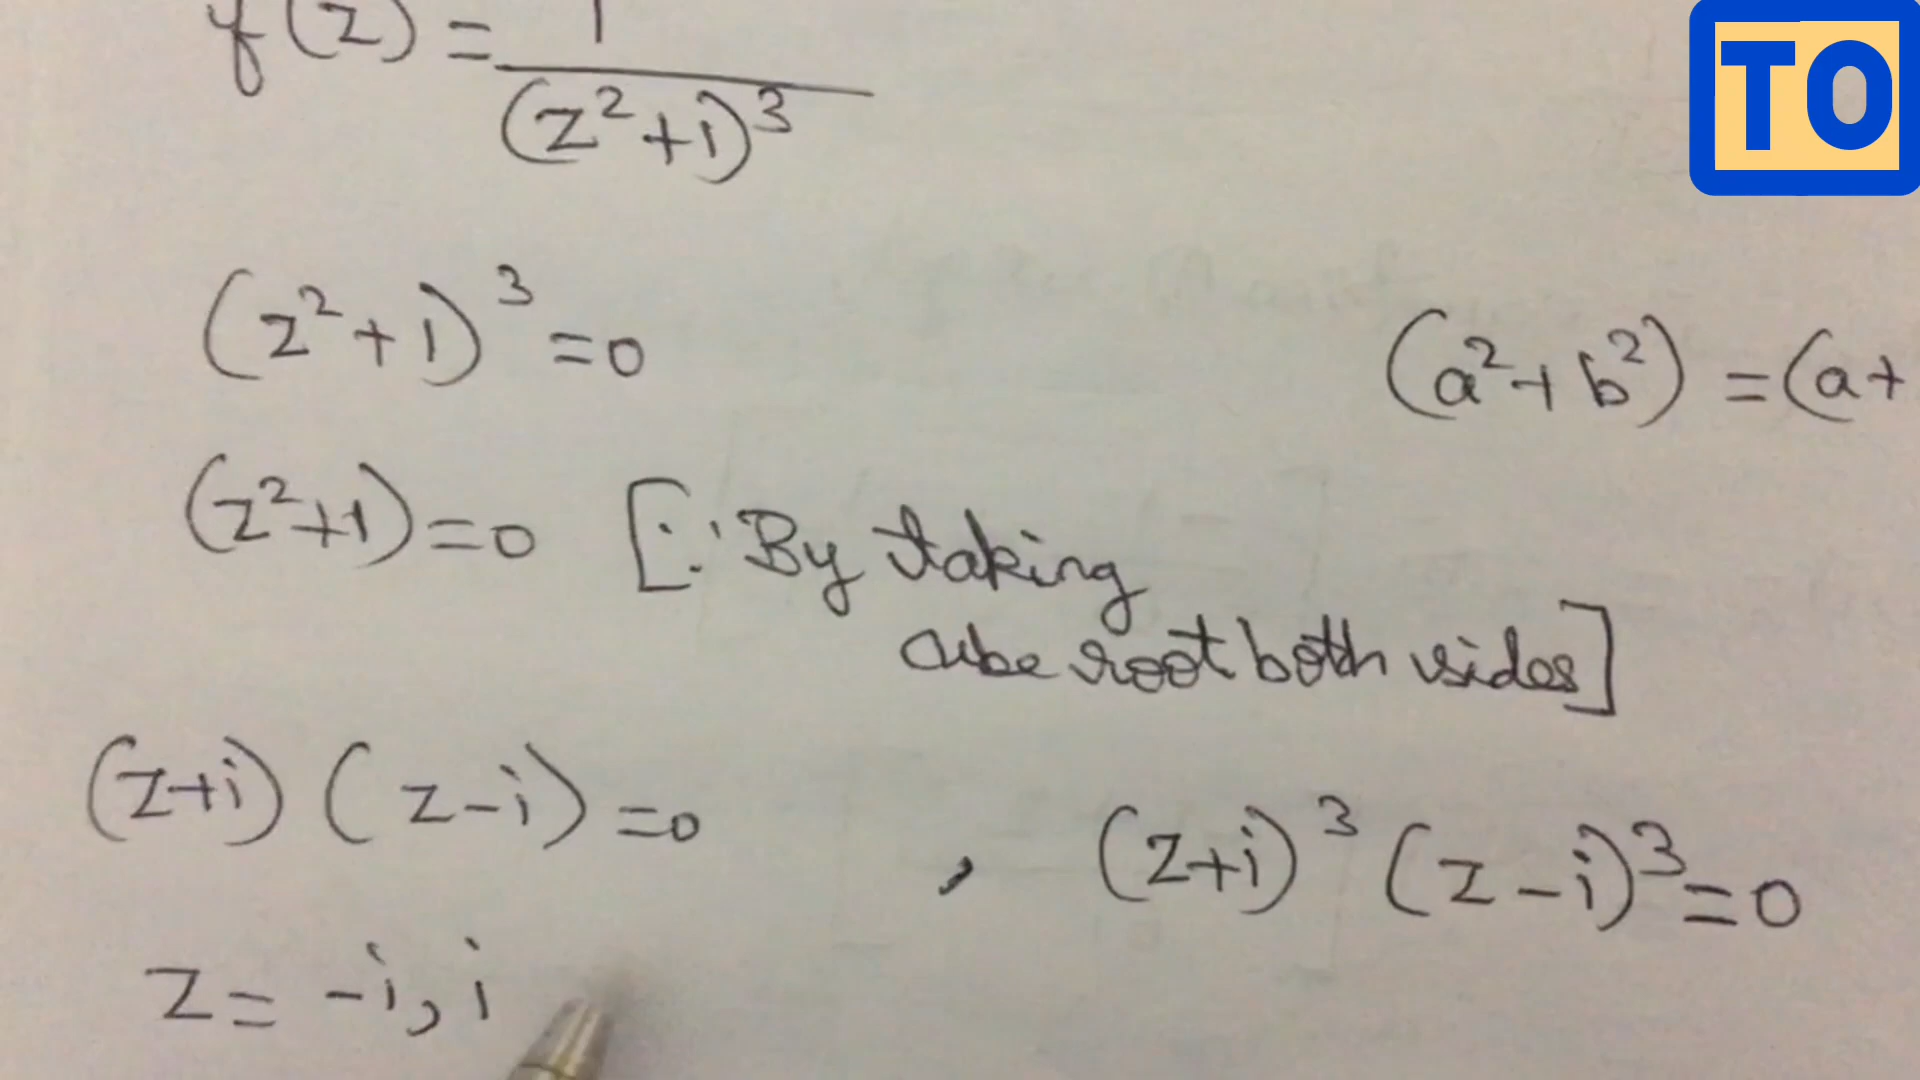 f(z) = 1
(z²+1)³
TO
(z²+1)³ = 0
(a²+b²) = (a+
(z²+1) = 0 [∵ By taking
cube root both sides]
(z+i) (z-i) = 0 , (z+i)³ (z-i)³ = 0
z = -i, i